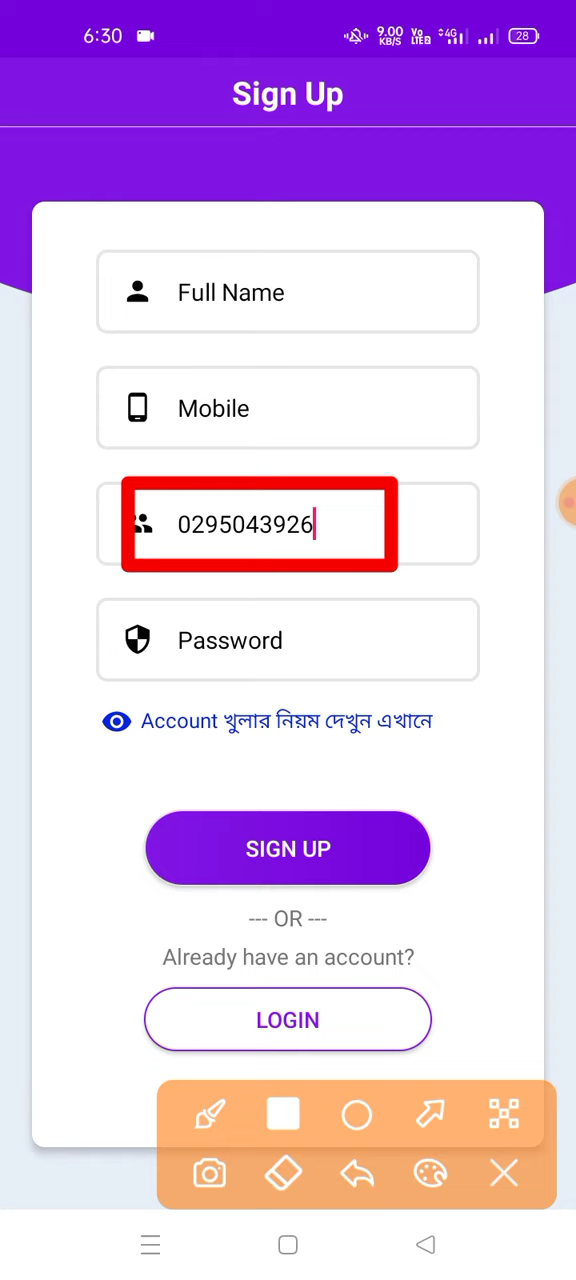 6:30 9.00 KB/S Vo LTE2 4G 28
Sign Up
Full Name
Mobile
0295043926
Password
Account খুলার নিয়ম দেখুন এখানে
SIGN UP
--- OR ---
Already have an account?
LOGIN